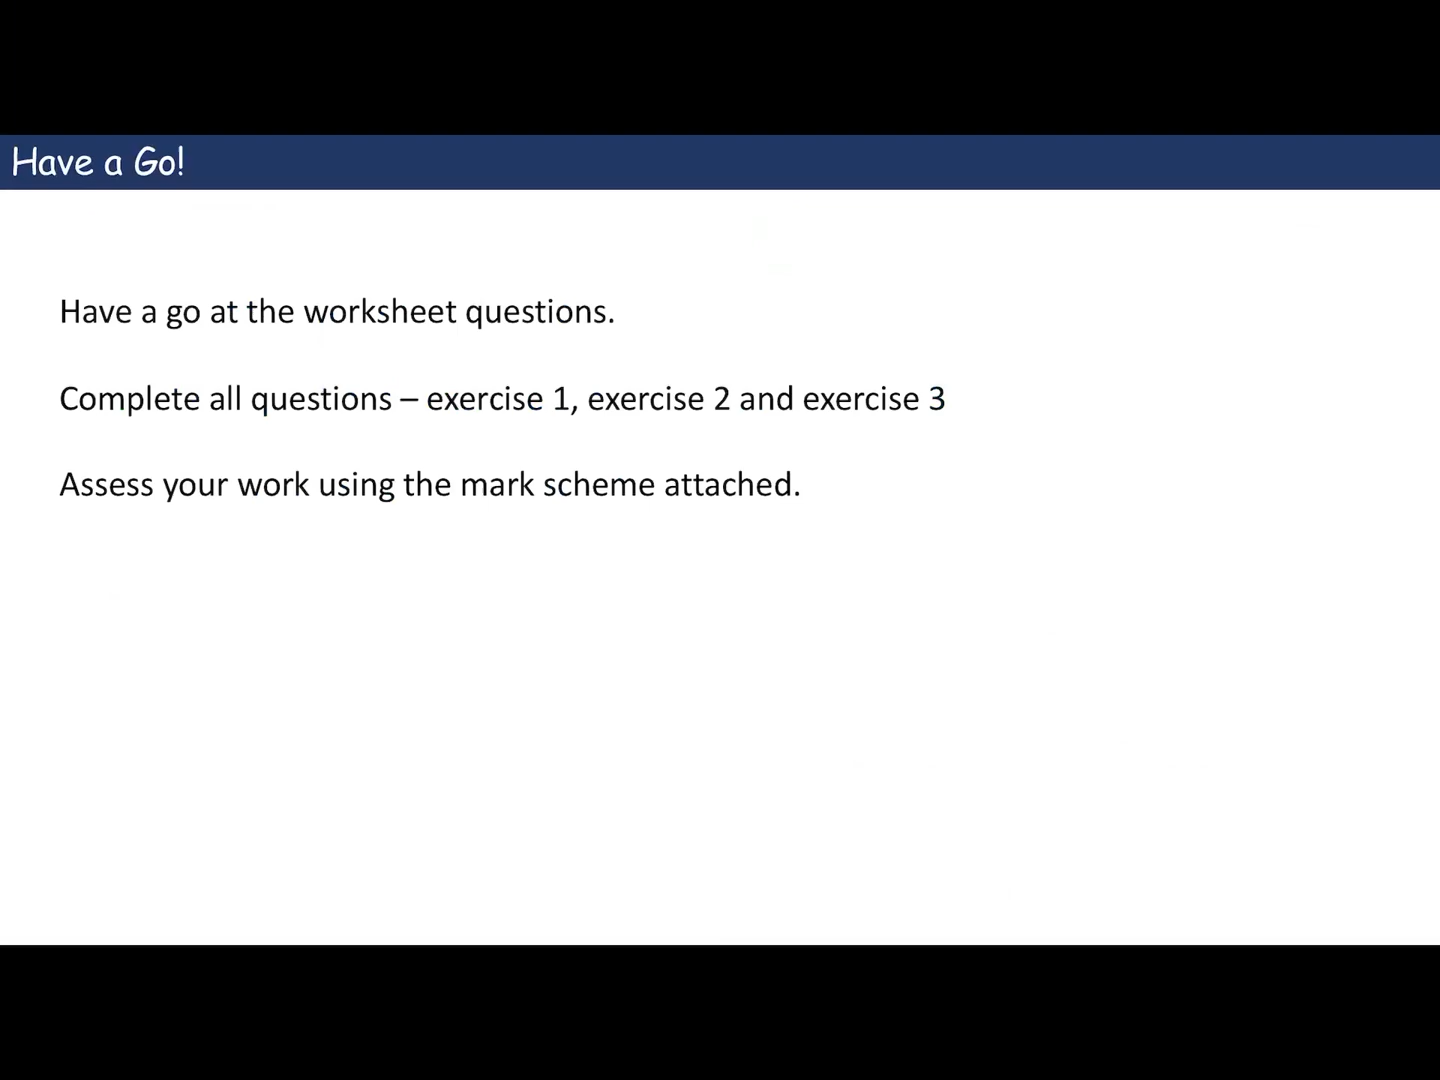 Have a Go!
Have a go at the worksheet questions.
Complete all questions – exercise 1, exercise 2 and exercise 3
Assess your work using the mark scheme attached.